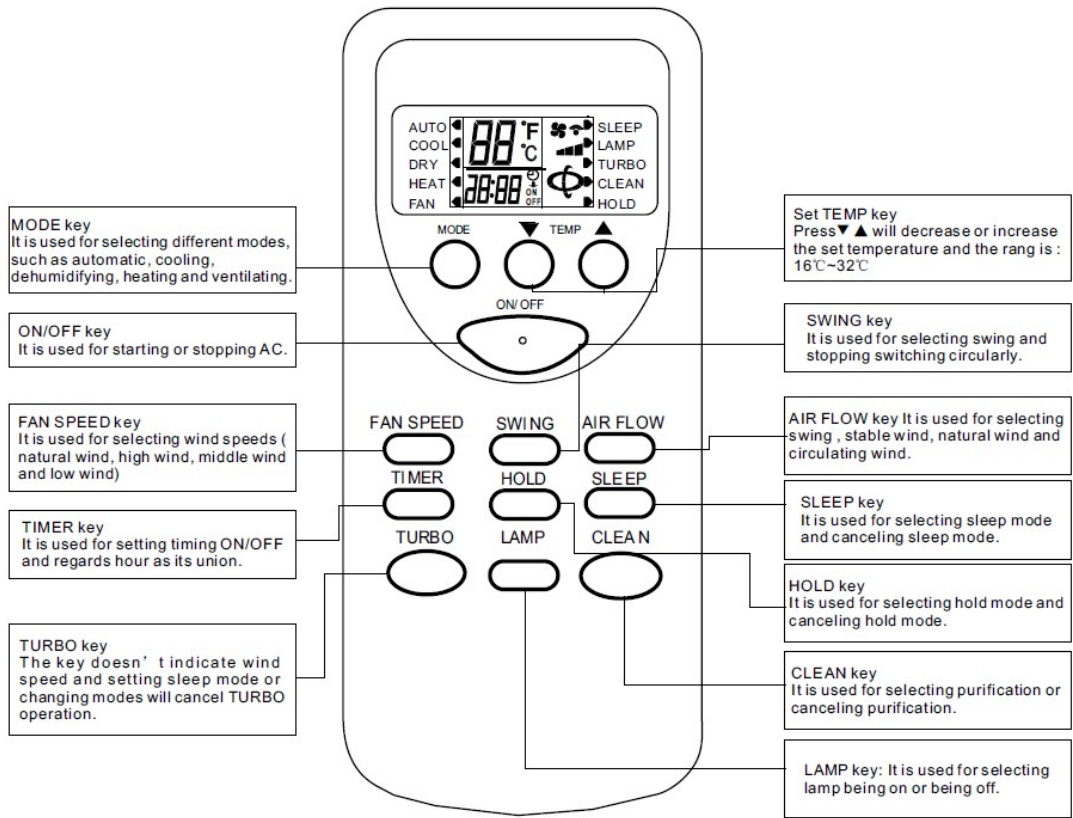 AUTO
COOL
DRY
HEAT
FAN
88 °F
°C
88:88 ON
OFF
SLEEP
LAMP
TURBO
CLEAN
HOLD
MODE
▼ TEMP ▲
ON/OFF
FAN SPEED SWING AIR FLOW
TIMER HOLD SLEEP
TURBO LAMP CLEAN
MODE key
It is used for selecting different modes,
such as automatic, cooling,
dehumidifying, heating and ventilating.
ON/OFF key
It is used for starting or stopping AC.
FAN SPEED key
It is used for selecting wind speeds (
natural wind, high wind, middle wind
and low wind)
TIMER key
It is used for setting timing ON/OFF
and regards hour as its union.
TURBO key
The key doesn't indicate wind
speed and setting sleep mode or
changing modes will cancel TURBO
operation.
Set TEMP key
Press▼ ▲ will decrease or increase
the set temperature and the rang is :
16℃~32℃
SWING key
It is used for selecting swing and
stopping switching circularly.
AIR FLOW key It is used for selecting
swing , stable wind, natural wind and
circulating wind.
SLEEP key
It is used for selecting sleep mode
and canceling sleep mode.
HOLD key
It is used for selecting hold mode and
canceling hold mode.
CLEAN key
It is used for selecting purification or
canceling purification.
LAMP key: It is used for selecting
lamp being on or being off.